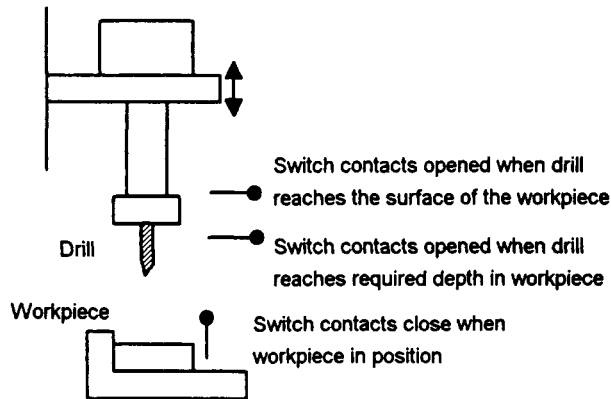 Switch contacts opened when drill
reaches the surface of the workpiece
Drill
Switch contacts opened when drill
reaches required depth in workpiece
Workpiece
Switch contacts close when
workpiece in position